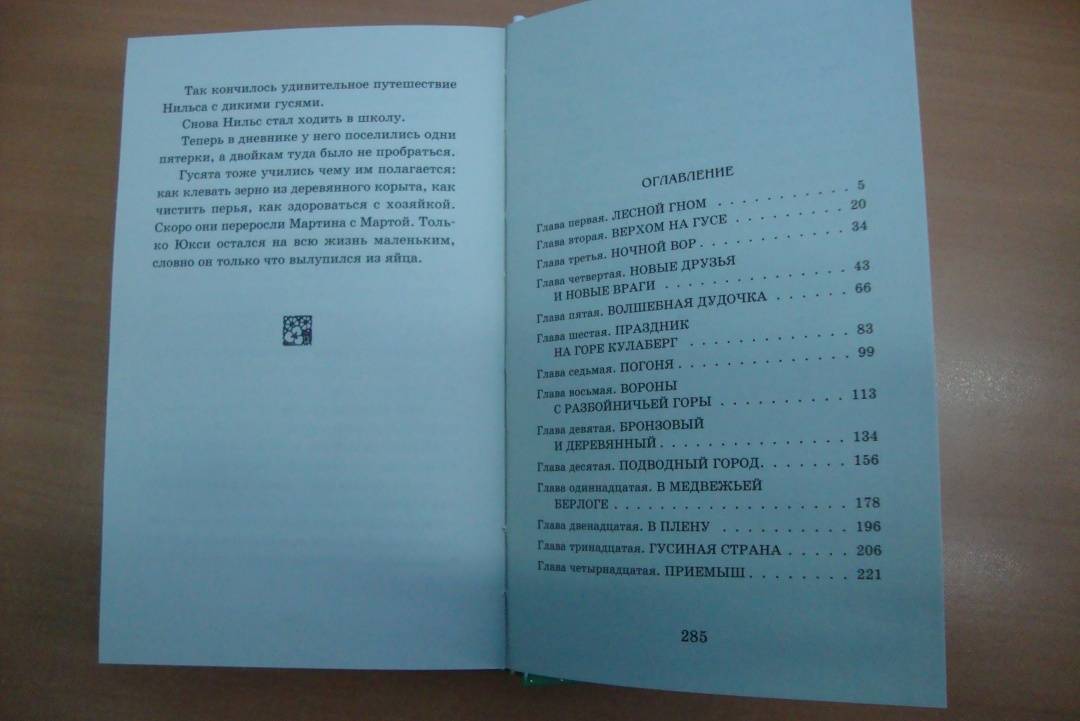 Так кончилось удивительное путешествие
Нильса с дикими гусями.
Снова Нильс стал ходить в школу.
Теперь в дневнике у него поселились одни
пятерки, а двойкам туда было не пробраться.
Гусята тоже учились чему им полагается:
как клевать зерно из деревянного корыта, как
чистить перья, как здороваться с хозяйкой.
Скоро они переросли Мартина с Мартой. Толь-
ко Юкси остался на всю жизнь маленьким,
словно он только что вылупился из яйца.
ОГЛАВЛЕНИЕ
Глава первая. ЛЕСНОЙ ГНОМ . . . . . . . . . . . 5
Глава вторая. ВЕРХОМ НА ГУСЕ . . . . . . . . . 20
Глава третья. НОЧНОЙ ВОР . . . . . . . . . . . . 34
Глава четвертая. НОВЫЕ ДРУЗЬЯ
И НОВЫЕ ВРАГИ . . . . . . . . . . . . . . 43
Глава пятая. ВОЛШЕБНАЯ ДУДОЧКА . . . . . . 66
Глава шестая. ПРАЗДНИК
НА ГОРЕ КУЛАБЕРГ . . . . . . . . . . . . 83
Глава седьмая. ПОГОНЯ . . . . . . . . . . . . . . 99
Глава восьмая. ВОРОНЫ
С РАЗБОЙНИЧЬЕЙ ГОРЫ . . . . . . . . . 113
Глава девятая. БРОНЗОВЫЙ
И ДЕРЕВЯННЫЙ . . . . . . . . . . . . . . 134
Глава десятая. ПОДВОДНЫЙ ГОРОД. . . . . . . 156
Глава одиннадцатая. В МЕДВЕЖЬЕЙ
БЕРЛОГЕ . . . . . . . . . . . . . . . . . . 178
Глава двенадцатая. В ПЛЕНУ . . . . . . . . . . 196
Глава тринадцатая. ГУСИНАЯ СТРАНА . . . . . 206
Глава четырнадцатая. ПРИЕМЫШ . . . . . . . . 221
285